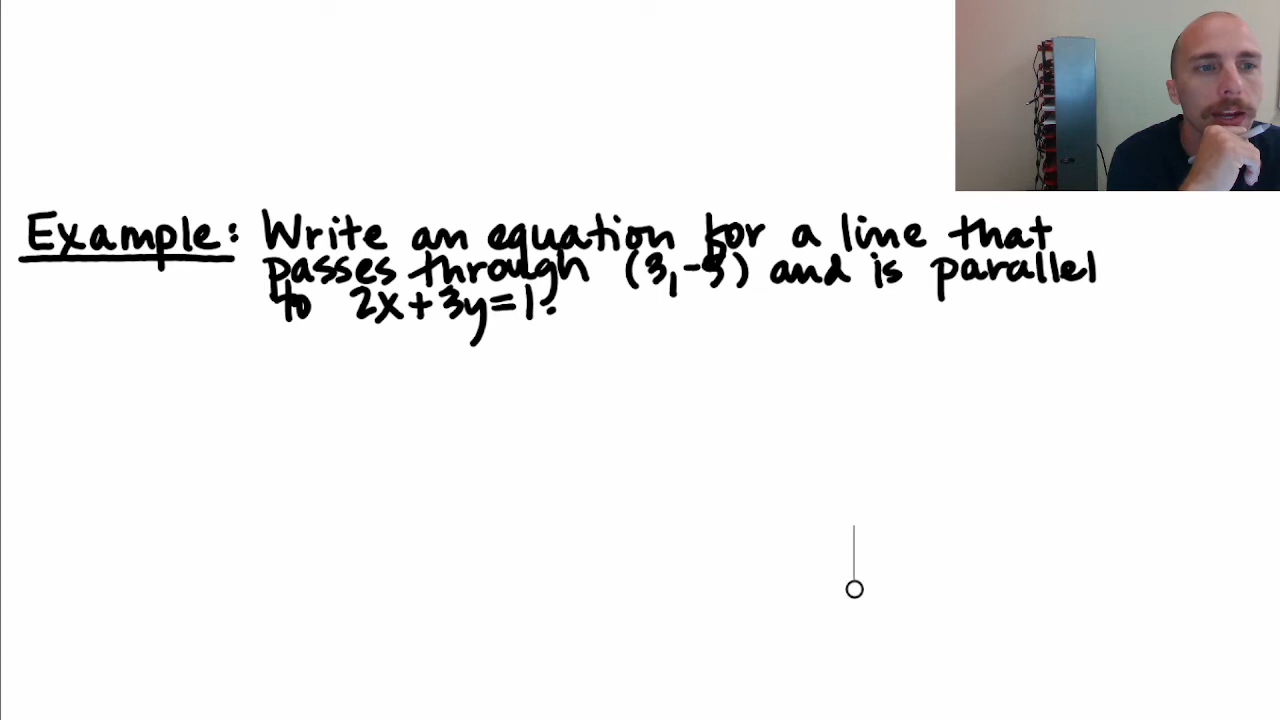 Example: Write an equation for a line that
passes through (3,-5) and is parallel
to 2x+3y=1.